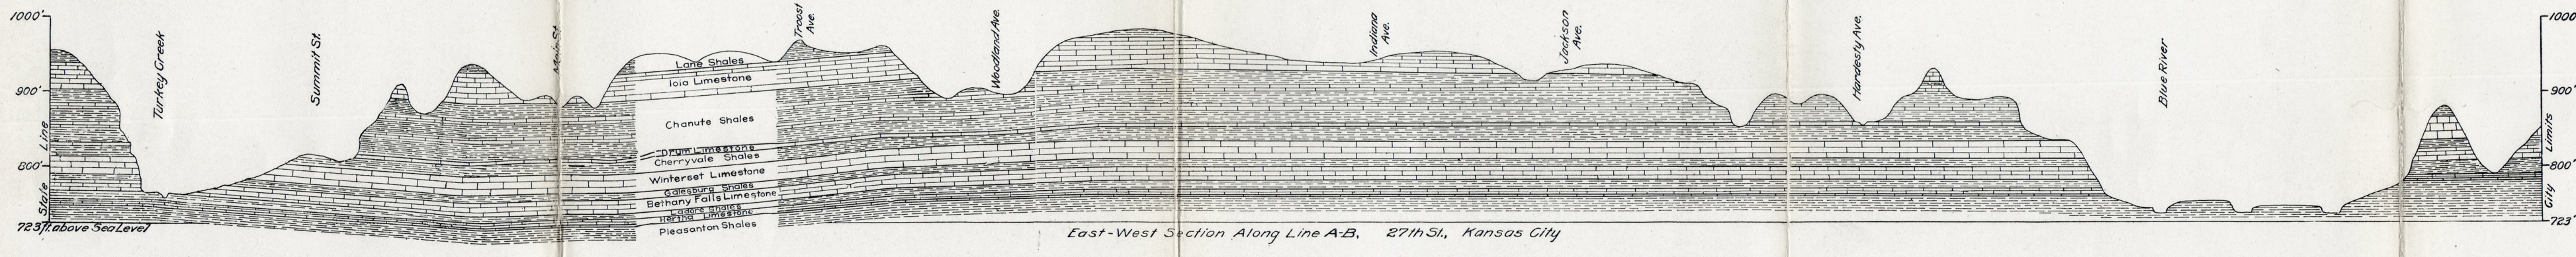 1000'
900'
800'
723 ft. above Sea Level
State Line
Turkey Creek
Summit St.
Main St.
Troost
Ave.
Woodland Ave.
Indiana
Ave.
Jackson
Ave.
Hardesty Ave.
Blue River
Lane Shales
Iola Limestone
Chanute Shales
Drum Limestone
Cherryvale Shales
Winterset Limestone
Galesburg Shales
Bethany Falls Limestone
Ladore Shales
Hertha Limestone
Pleasanton Shales
1000
900'
800'
723'
City Limits
East-West Section Along Line A-B, 27th St., Kansas City